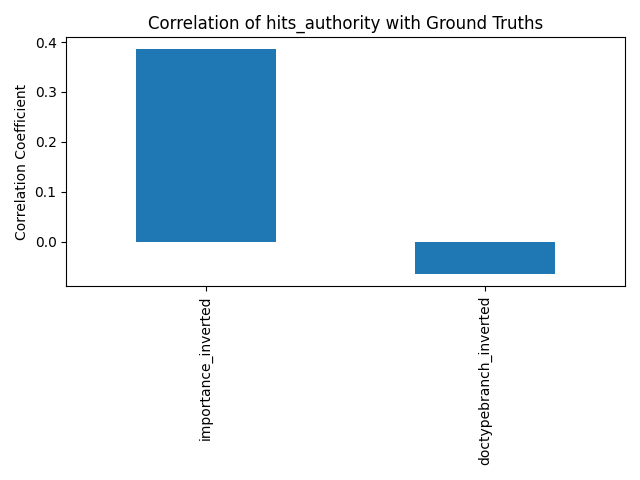 Correlation of hits_authority with Ground Truths
Correlation Coefficient
0.4
0.3
0.2
0.1
0.0
importance_inverted
doctypebranch_inverted